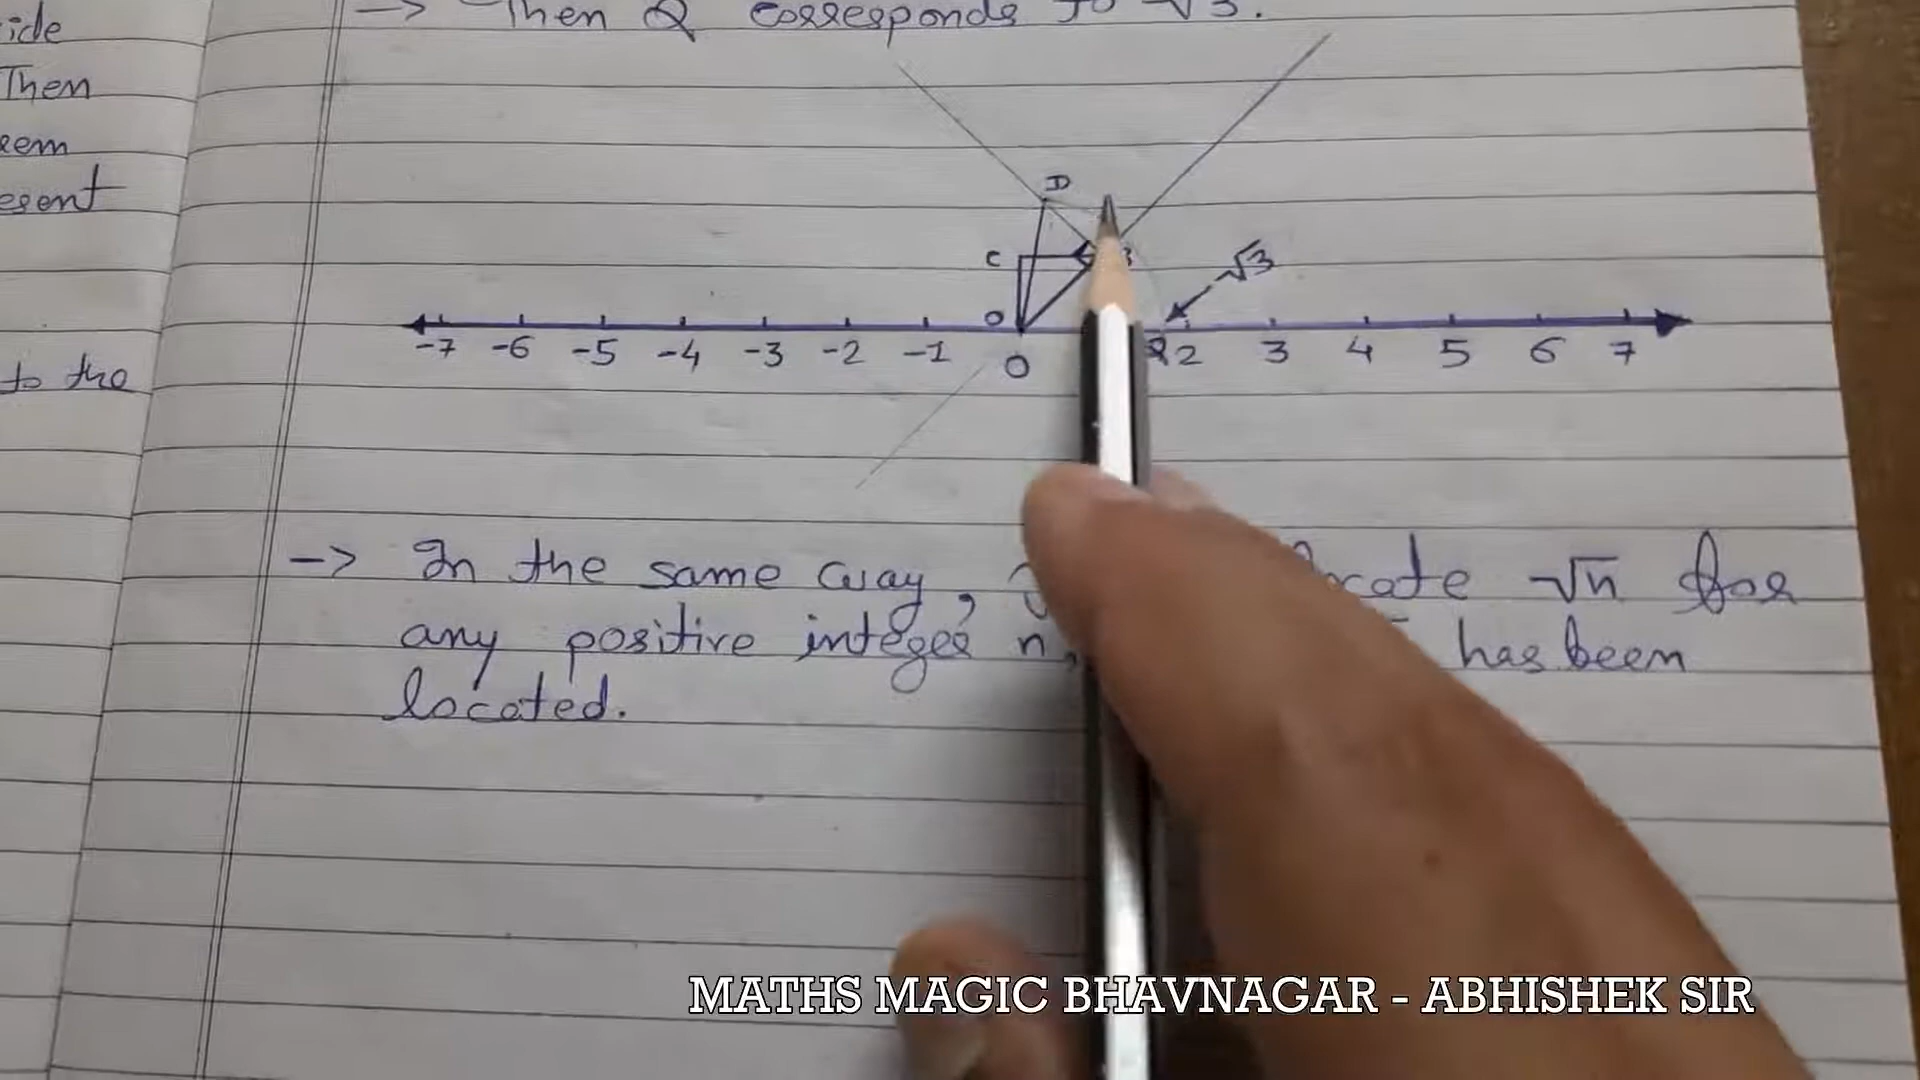 ide
Then
eem
esent
to the
→ Then Q corresponds to √3.
D
C
√3
O
-7 -6 -5 -4 -3 -2 -1 0 2 3 4 5 6 7
→ In the same way, locate √n for
any positive integer n, has been
located.
MATHS MAGIC BHAVNAGAR - ABHISHEK SIR